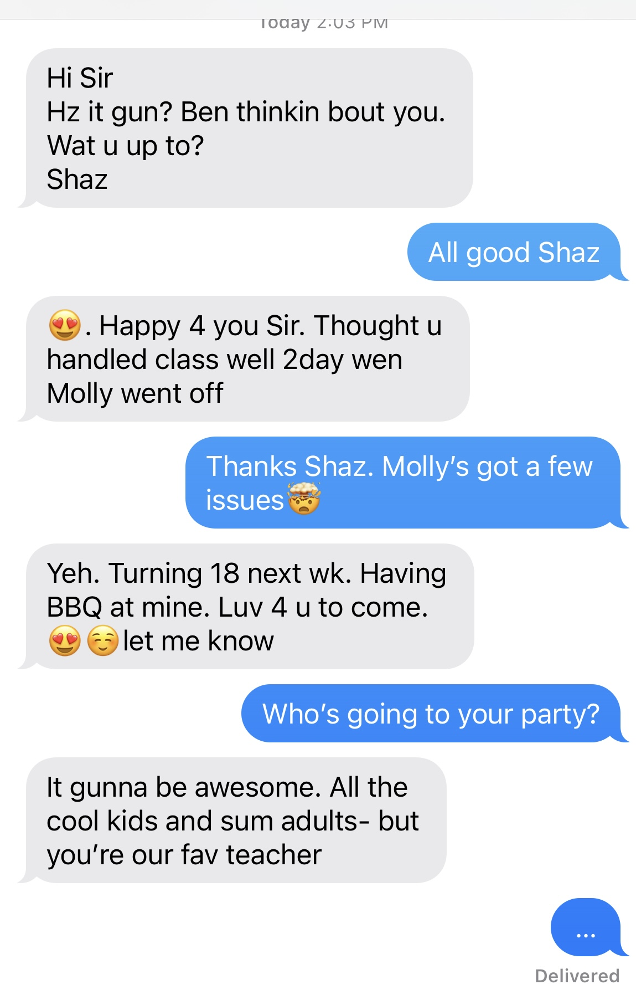 Today 2:03 PM
Hi Sir
Hz it gun? Ben thinkin bout you.
Wat u up to?
Shaz
All good Shaz
😍. Happy 4 you Sir. Thought u
handled class well 2day wen
Molly went off
Thanks Shaz. Molly’s got a few
issues🤯
Yeh. Turning 18 next wk. Having
BBQ at mine. Luv 4 u to come.
😍☺️let me know
Who’s going to your party?
It gunna be awesome. All the
cool kids and sum adults- but
you’re our fav teacher
...
Delivered